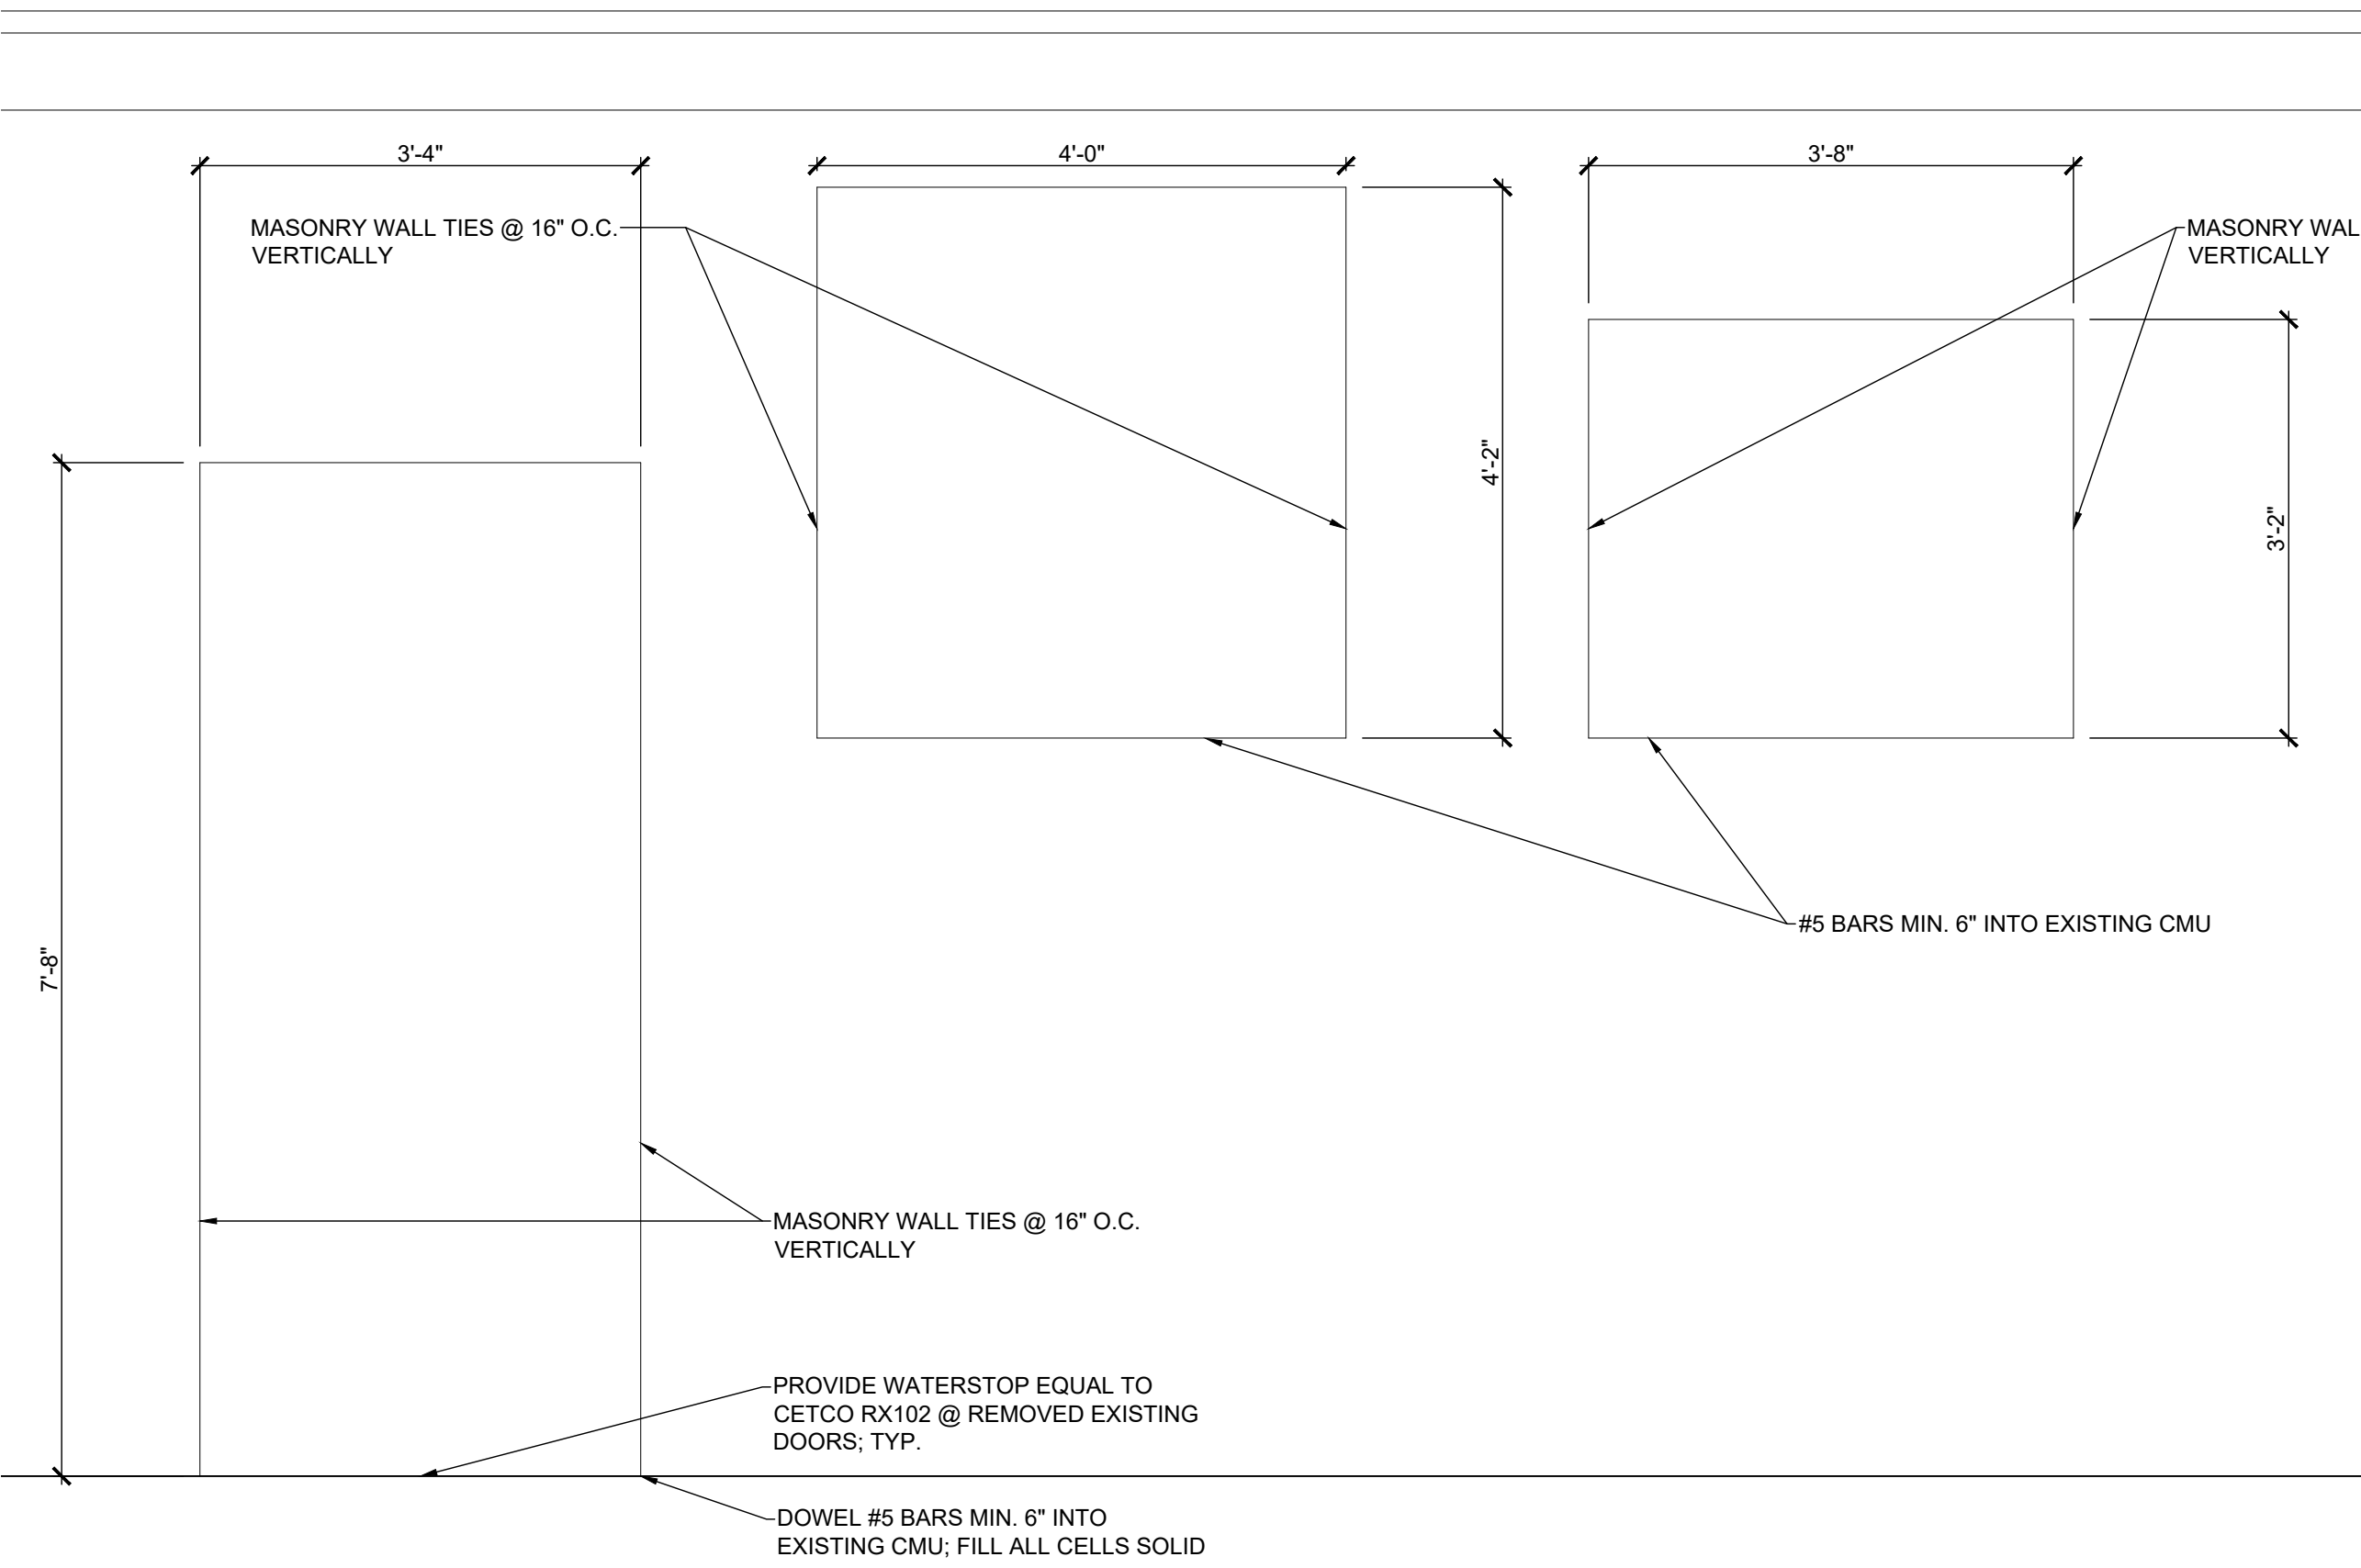 3'-4"
4'-0"
3'-8"
MASONRY WALL TIES @ 16" O.C.
VERTICALLY
MASONRY WAL
VERTICALLY
4'-2"
3'-2"
#5 BARS MIN. 6" INTO EXISTING CMU
7'-8"
MASONRY WALL TIES @ 16" O.C.
VERTICALLY
PROVIDE WATERSTOP EQUAL TO
CETCO RX102 @ REMOVED EXISTING
DOORS; TYP.
DOWEL #5 BARS MIN. 6" INTO
EXISTING CMU; FILL ALL CELLS SOLID